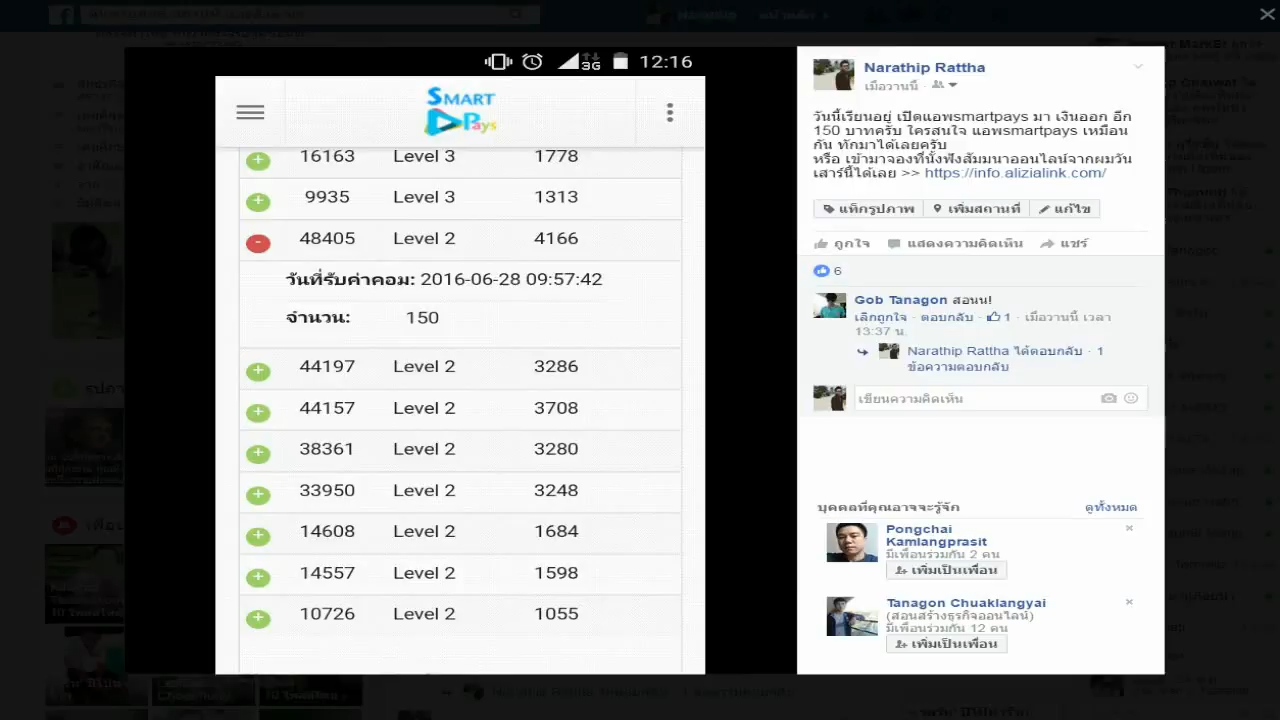 12:16
3G
SMART
Pays
16163 Level 3 1778
9935 Level 3 1313
48405 Level 2 4166
วันที่รับค่าคอม: 2016-06-28 09:57:42
จำนวน: 150
44197 Level 2 3286
44157 Level 2 3708
38361 Level 2 3280
33950 Level 2 3248
14608 Level 2 1684
14557 Level 2 1598
10726 Level 2 1055
Narathip Rattha
เมื่อวานนี้
วันนี้เรียนอยู่ เปิดแอพsmartpays มา เงินออก อีก
150 บาทครับ ใครสนใจ แอพsmartpays เหมือน
กัน ทักมาได้เลยครับ
หรือ เข้ามาจองที่นั่งฟังสัมมนาออนไลน์จากผมวัน
เสาร์นี้ได้เลย >> https://info.alizialink.com/
แท็กรูปภาพ เพิ่มสถานที่ แก้ไข
ถูกใจ แสดงความคิดเห็น แชร์
6
Gob Tanagon สอนน!
เลิกถูกใจ · ตอบกลับ · 1 · เมื่อวานนี้ เวลา
13:37 น.
Narathip Rattha ได้ตอบกลับ · 1
ข้อความตอบกลับ
เขียนความคิดเห็น
บุคคลที่คุณอาจจะรู้จัก ดูทั้งหมด
Pongchai
Kamlangprasit
มีเพื่อนร่วมกัน 2 คน
เพิ่มเป็นเพื่อน
Tanagon Chuaklangyai
(สอนสร้างธุรกิจออนไลน์)
มีเพื่อนร่วมกัน 12 คน
เพิ่มเป็นเพื่อน